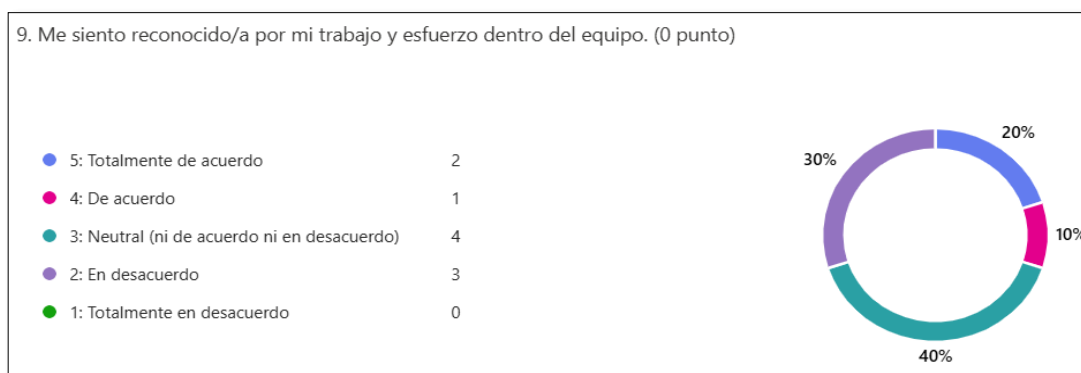 9. Me siento reconocido/a por mi trabajo y esfuerzo dentro del equipo. (0 punto)
5: Totalmente de acuerdo 2
4: De acuerdo 1
3: Neutral (ni de acuerdo ni en desacuerdo) 4
2: En desacuerdo 3
1: Totalmente en desacuerdo 0
20%
30%
10%
40%